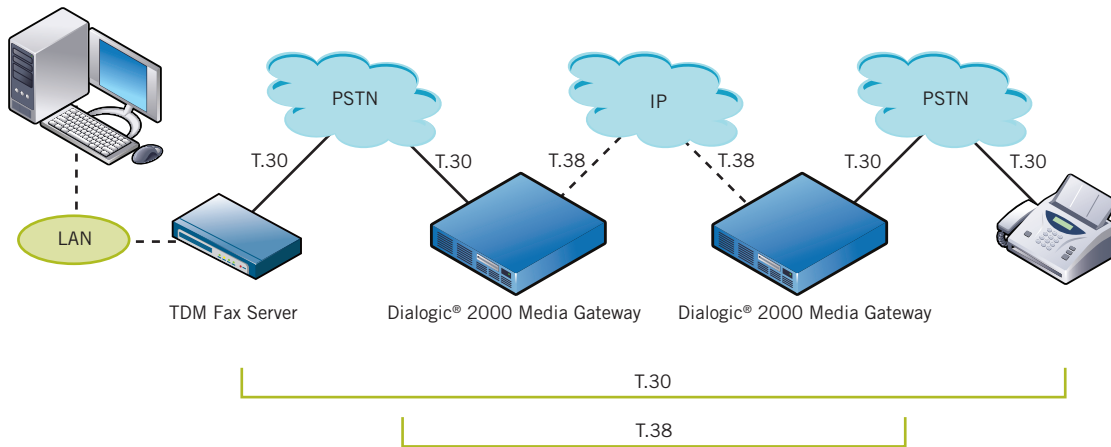 PSTN
IP
PSTN
T.30
T.30
T.38
T.38
T.30
T.30
LAN
TDM Fax Server
Dialogic® 2000 Media Gateway
Dialogic® 2000 Media Gateway
T.30
T.38